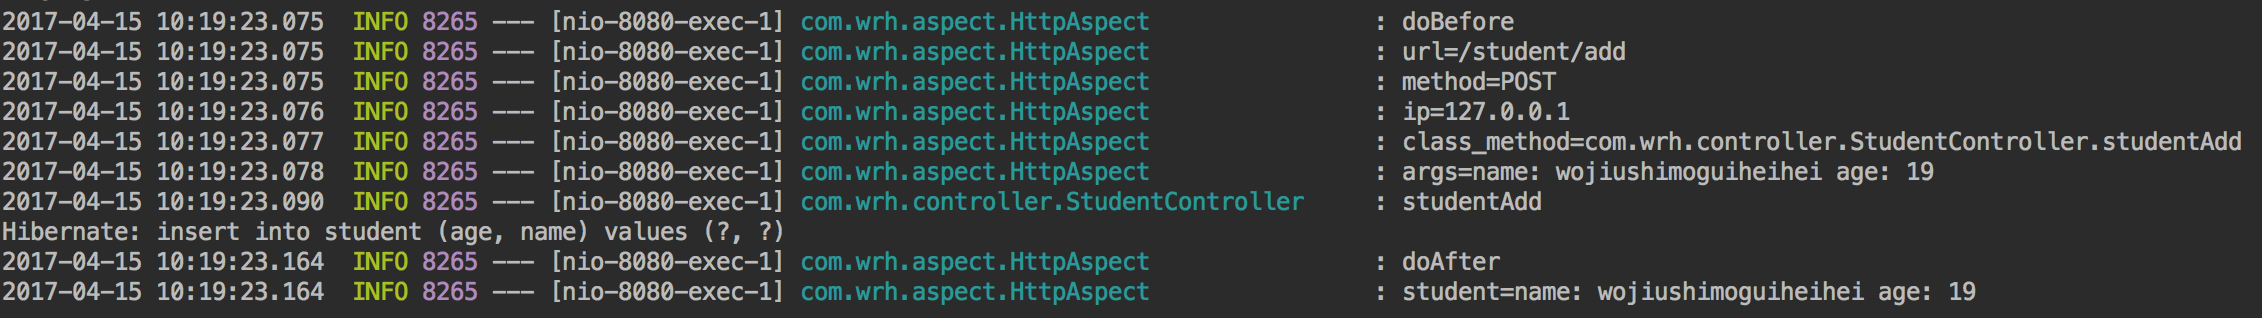 2017-04-15 10:19:23.075  INFO 8265 --- [nio-8080-exec-1] com.wrh.aspect.HttpAspect                : doBefore
2017-04-15 10:19:23.075  INFO 8265 --- [nio-8080-exec-1] com.wrh.aspect.HttpAspect                : url=/student/add
2017-04-15 10:19:23.075  INFO 8265 --- [nio-8080-exec-1] com.wrh.aspect.HttpAspect                : method=POST
2017-04-15 10:19:23.076  INFO 8265 --- [nio-8080-exec-1] com.wrh.aspect.HttpAspect                : ip=127.0.0.1
2017-04-15 10:19:23.077  INFO 8265 --- [nio-8080-exec-1] com.wrh.aspect.HttpAspect                : class_method=com.wrh.controller.StudentController.studentAdd
2017-04-15 10:19:23.078  INFO 8265 --- [nio-8080-exec-1] com.wrh.aspect.HttpAspect                : args=name: wojiushimoguiheihei age: 19
2017-04-15 10:19:23.090  INFO 8265 --- [nio-8080-exec-1] com.wrh.controller.StudentController     : studentAdd
Hibernate: insert into student (age, name) values (?, ?)
2017-04-15 10:19:23.164  INFO 8265 --- [nio-8080-exec-1] com.wrh.aspect.HttpAspect                : doAfter
2017-04-15 10:19:23.164  INFO 8265 --- [nio-8080-exec-1] com.wrh.aspect.HttpAspect                : student=name: wojiushimoguiheihei age: 19